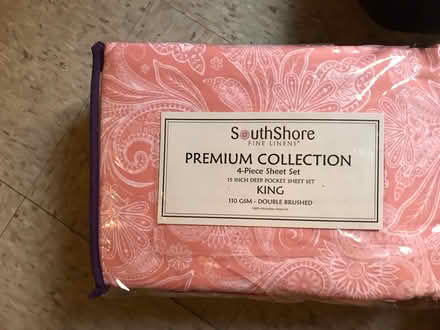 SouthShore
FINE LINENS®
PREMIUM COLLECTION
4-Piece Sheet Set
15 INCH DEEP POCKET SHEET SET
KING
110 GSM - DOUBLE BRUSHED